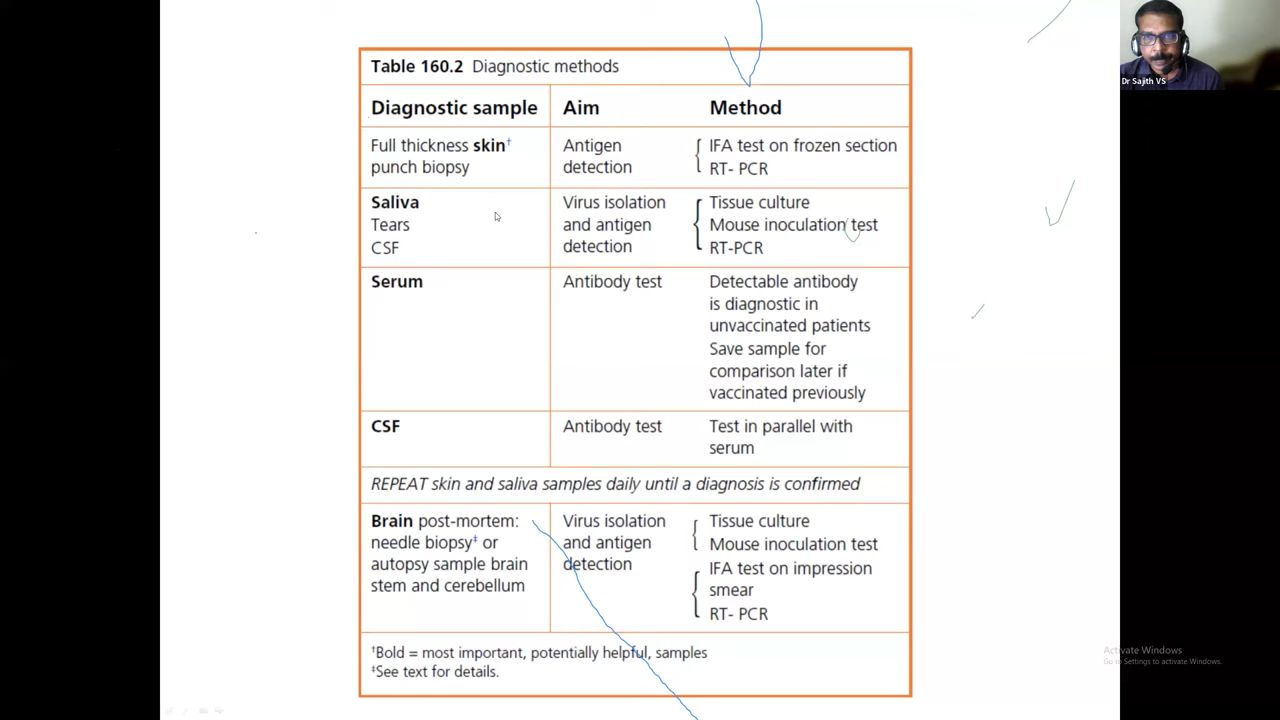 Table 160.2 Diagnostic methods
Diagnostic sample Aim Method
Full thickness skin† Antigen IFA test on frozen section
punch biopsy detection RT- PCR
Saliva Virus isolation Tissue culture
Tears and antigen Mouse inoculation test
CSF detection RT-PCR
Serum Antibody test Detectable antibody
is diagnostic in
unvaccinated patients
Save sample for
comparison later if
vaccinated previously
CSF Antibody test Test in parallel with
serum
REPEAT skin and saliva samples daily until a diagnosis is confirmed
Brain post-mortem: Virus isolation Tissue culture
needle biopsy‡ or and antigen Mouse inoculation test
autopsy sample brain detection IFA test on impression
stem and cerebellum smear
RT- PCR
†Bold = most important, potentially helpful, samples
‡See text for details.
Dr Sajith VS
Activate Windows
Go to Settings to activate Windows.